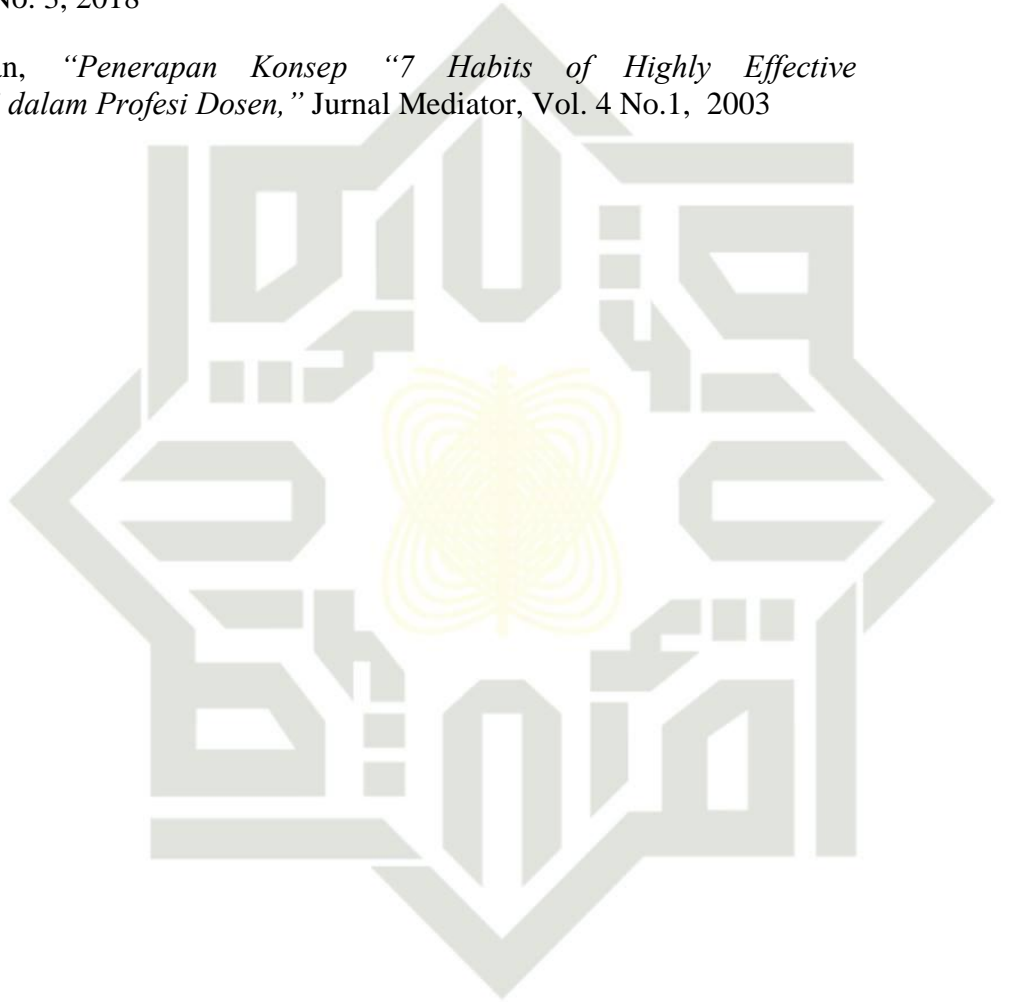 No. 3, 2018
an, “Penerapan Konsep “7 Habits of Highly Effective
dalam Profesi Dosen,” Jurnal Mediator, Vol. 4 No.1, 2003